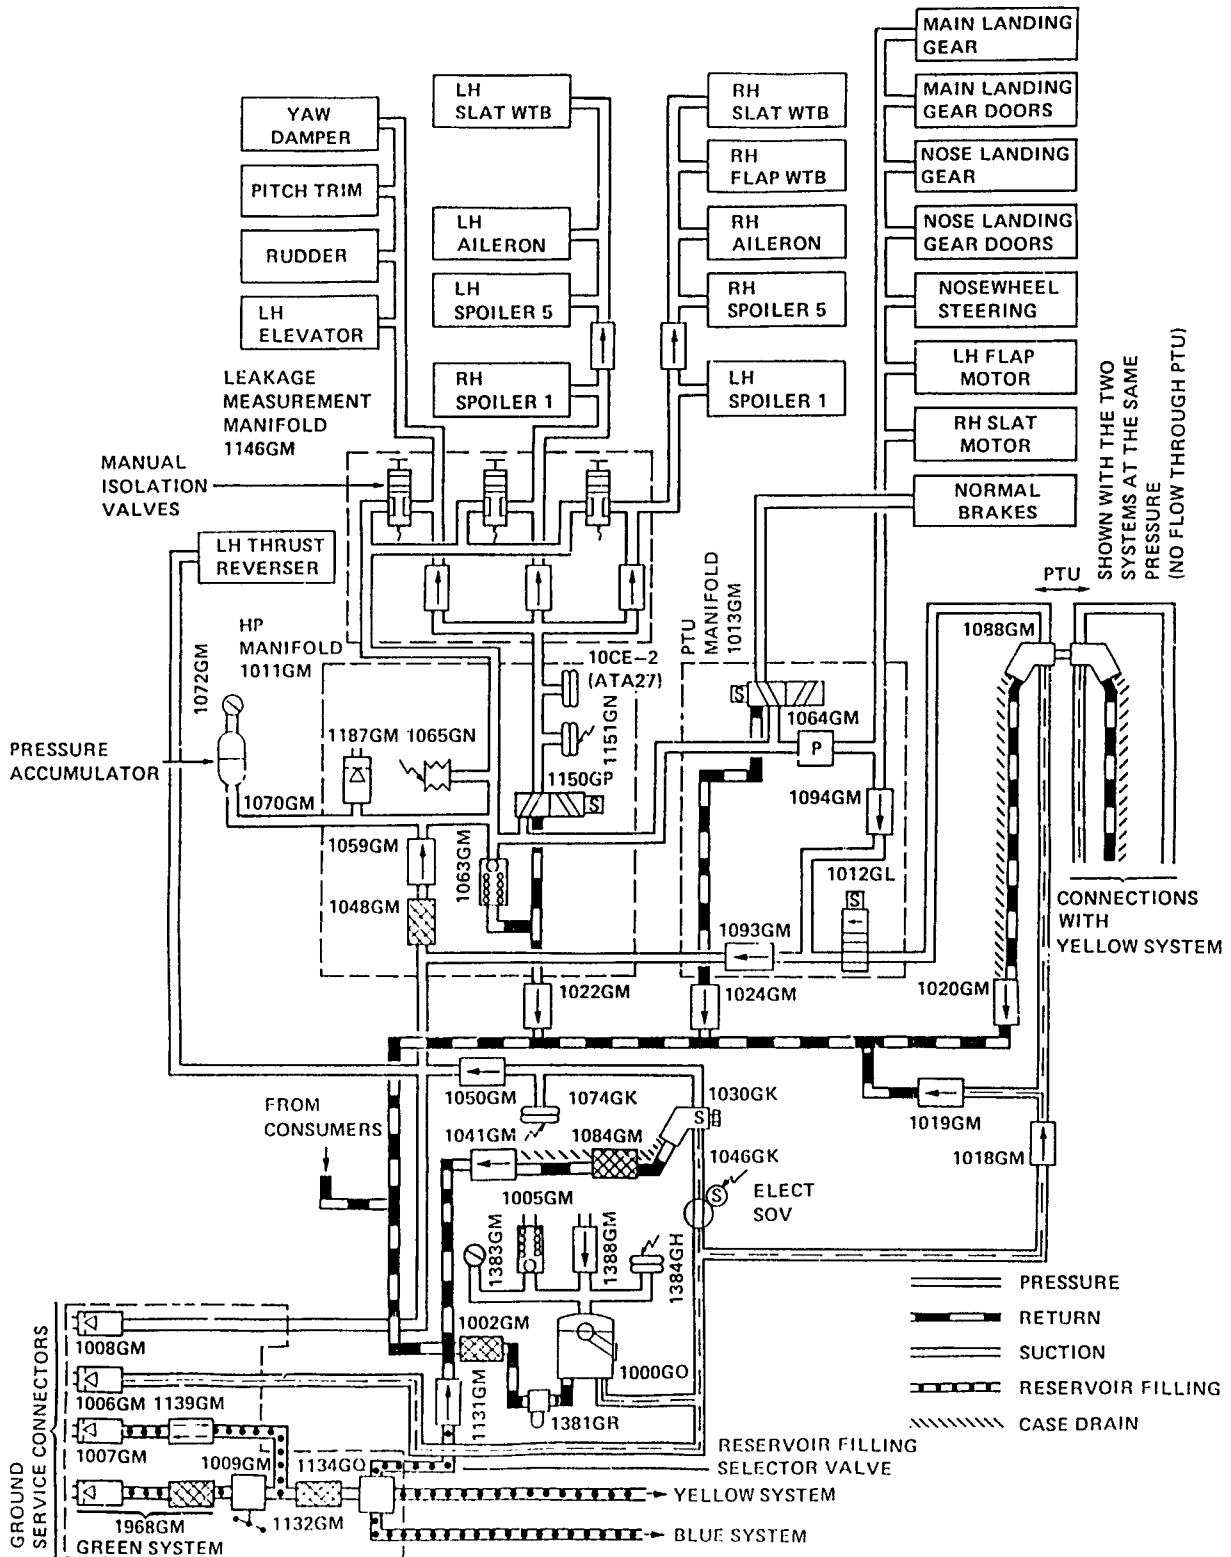 MAIN LANDING
GEAR
MAIN LANDING
GEAR DOORS
NOSE LANDING
GEAR
NOSE LANDING
GEAR DOORS
NOSEWHEEL
STEERING
LH FLAP
MOTOR
RH SLAT
MOTOR
NORMAL
BRAKES
LH
SLAT WTB
LH
AILERON
LH
SPOILER 5
RH
SPOILER 1
RH
SLAT WTB
RH
FLAP WTB
RH
AILERON
RH
SPOILER 5
LH
SPOILER 1
YAW
DAMPER
PITCH TRIM
RUDDER
LH
ELEVATOR
LEAKAGE
MEASUREMENT
MANIFOLD
1146GM
MANUAL
ISOLATION
VALVES
LH THRUST
REVERSER
SHOWN WITH THE TWO
SYSTEMS AT THE SAME
PRESSURE
(NO FLOW THROUGH PTU)
PTU
1088GM
HP
MANIFOLD
1011GM
PTU
MANIFOLD
1013GM
1072GM
10CE-2
(ATA27)
1151GN
1187GM
1065GN
1150GP
S
S
1064GM
P
1094GM
PRESSURE
ACCUMULATOR
1070GM
1059GM
1063GM
1048GM
1012GL
S
1093GM
CONNECTIONS
WITH
YELLOW SYSTEM
1022GM
1024GM
1020GM
1050GM
1074GK
1030GK
S
1019GM
1018GM
FROM
CONSUMERS
1041GM
1084GM
1046GK
S
ELECT
SOV
1005GM
1383GM
1388GM
1384GH
1002GM
1000GO
1131GM
1381GR
PRESSURE
RETURN
SUCTION
RESERVOIR FILLING
CASE DRAIN
GROUND
SERVICE CONNECTORS
1008GM
1006GM
1139GM
1007GM
1009GM
1134GQ
1132GM
1968GM
GREEN SYSTEM
RESERVOIR FILLING
SELECTOR VALVE
YELLOW SYSTEM
BLUE SYSTEM